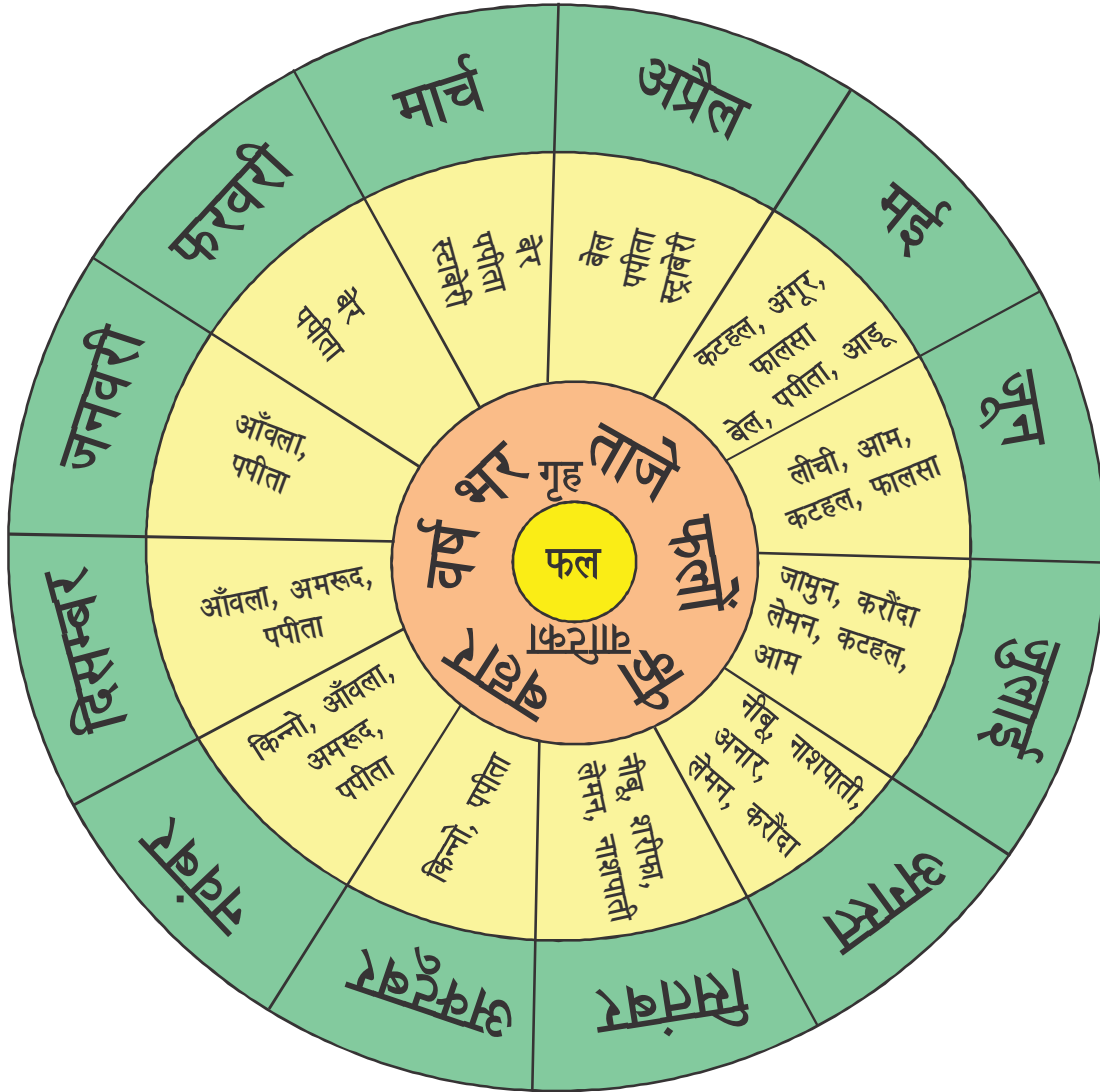 फल
गृह
वाटिका
वर्ष भर ताजे फलों की बहार
जनवरी
आँवला,
पपीता
फरवरी
बेर
पपीता
मार्च
बेर
पपीता
स्टाबेरी
अप्रैल
बेल
पपीता
स्ट्राबेरी
मई
कटहल, अंगूर,
फालसा
बेल, पपीता, आडू
जून
लीची, आम,
कटहल, फालसा
जुलाई
जामुन, करौंदा
लेमन, कटहल,
आम
अगस्त
नीबू, नाशपाती,
अनार,
लेमन, करौंदा
सितंबर
नीबू, शरीफा,
लेमन, नाशपाती
अक्टूबर
किन्नो, पपीता
नवंबर
किन्नो, आँवला,
अमरूद,
पपीता
दिसम्बर
आँवला, अमरूद,
पपीता